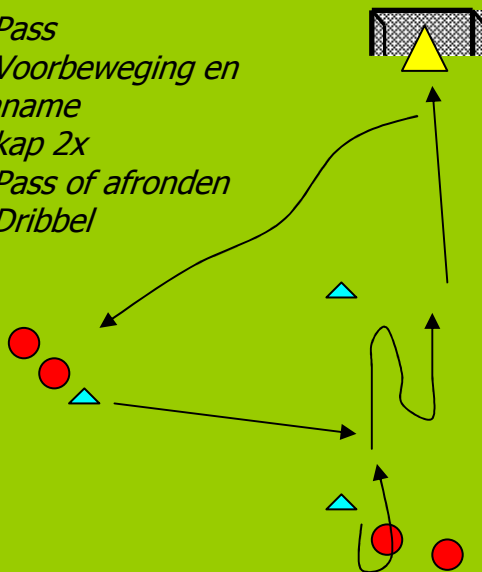 Pass
Voorbeweging en
name
kap 2x
Pass of afronden
Dribbel